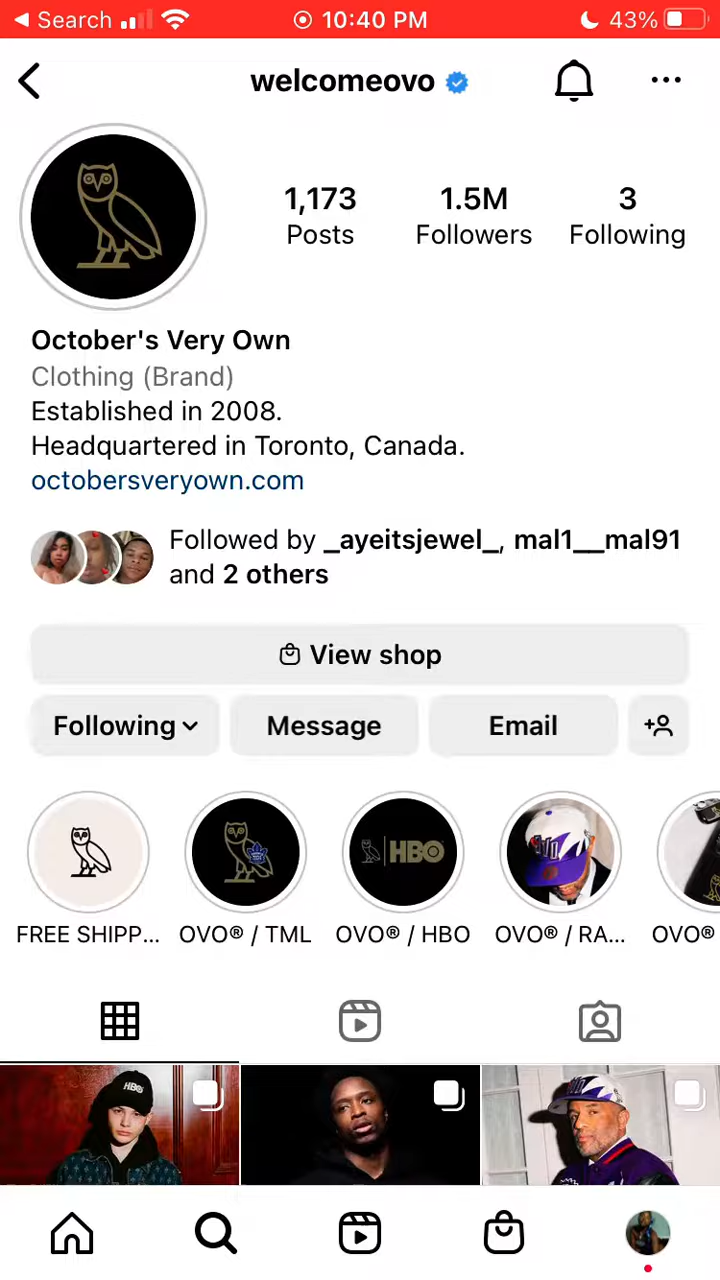 Search
10:40 PM
43%
welcomeovo
1,173
Posts
1.5M
Followers
3
Following
October's Very Own
Clothing (Brand)
Established in 2008.
Headquartered in Toronto, Canada.
octobersveryown.com
Followed by _ayeitsjewel_, mal1__mal91
and 2 others
View shop
Following
Message
Email
HBO
FREE SHIPP...
OVO® / TML
OVO® / HBO
OVO® / RA...
OVO®
HBO